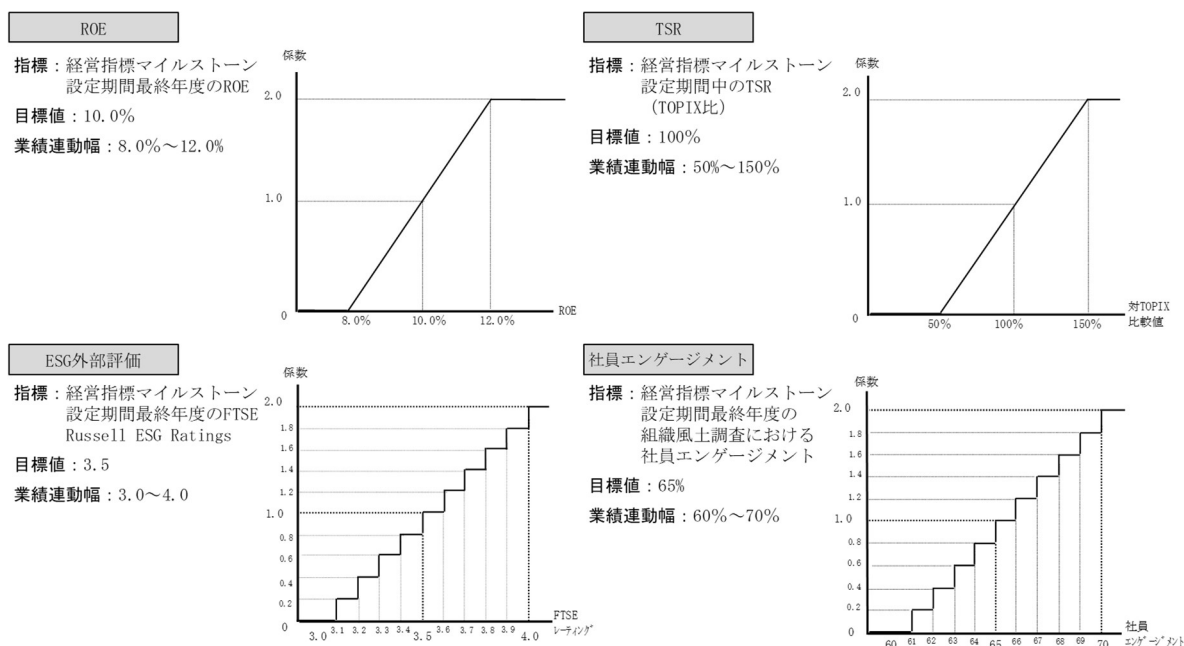 ROE
指標：経営指標マイルストーン
設定期間最終年度のROE
目標値：10.0%
業績連動幅：8.0%～12.0%
係数
2.0
1.0
0
8.0%
10.0%
12.0%
ROE
TSR
指標：経営指標マイルストーン
設定期間中のTSR
（TOPIX比）
目標値：100%
業績連動幅：50%～150%
係数
2.0
1.0
0
50%
100%
150%
対TOPIX
比較値
ESG外部評価
指標：経営指標マイルストーン
設定期間最終年度のFTSE
Russell ESG Ratings
目標値：3.5
業績連動幅：3.0～4.0
係数
2.0
1.8
1.6
1.4
1.2
1.0
0.8
0.6
0.4
0.2
0
3.0
3.1
3.2
3.3
3.4
3.5
3.6
3.7
3.8
3.9
4.0
FTSE
ﾚｰﾃｨﾝｸﾞ
社員エンゲージメント
指標：経営指標マイルストーン
設定期間最終年度の
組織風土調査における
社員エンゲージメント
目標値：65%
業績連動幅：60%～70%
係数
2.0
1.8
1.6
1.4
1.2
1.0
0.8
0.6
0.4
0.2
0
60
61
62
63
64
65
66
67
68
69
70
社員
ｴﾝｹﾞｰｼﾞﾒﾝﾄ